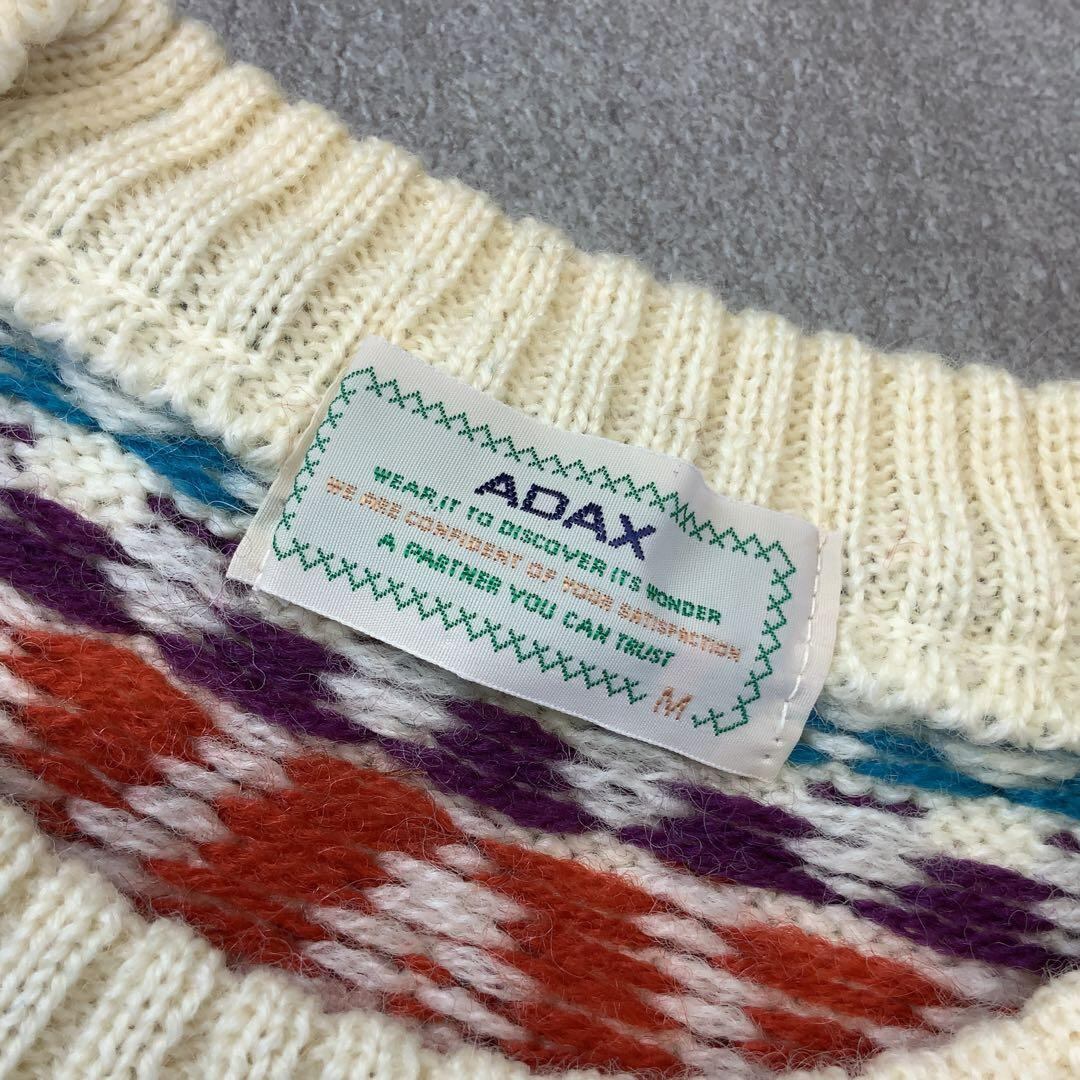 ADAX
WEAR,IT TO DISCOVER ITS WONDER
WE ARE CONFIDENT OF YOUR SATISFACTION
A PARTNER YOU CAN TRUST
M